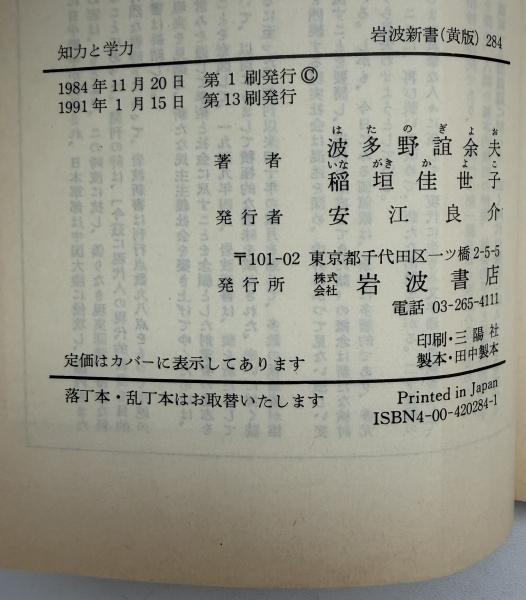 知力と学力
岩波新書(黄版) 284
1984年11月20日 第1刷発行©
1991年1月15日 第13刷発行
はたのぎよお
著者 波多野誼余夫
いながきかよこ
稲垣佳世子
発行者 安江良介
〒101-02 東京都千代田区一ツ橋2-5-5
発行所 株式会社 岩波書店
電話 03-265-4111
印刷・三陽社
製本・田中製本
定価はカバーに表示してあります
落丁本・乱丁本はお取替いたします
Printed in Japan
ISBN4-00-420284-1